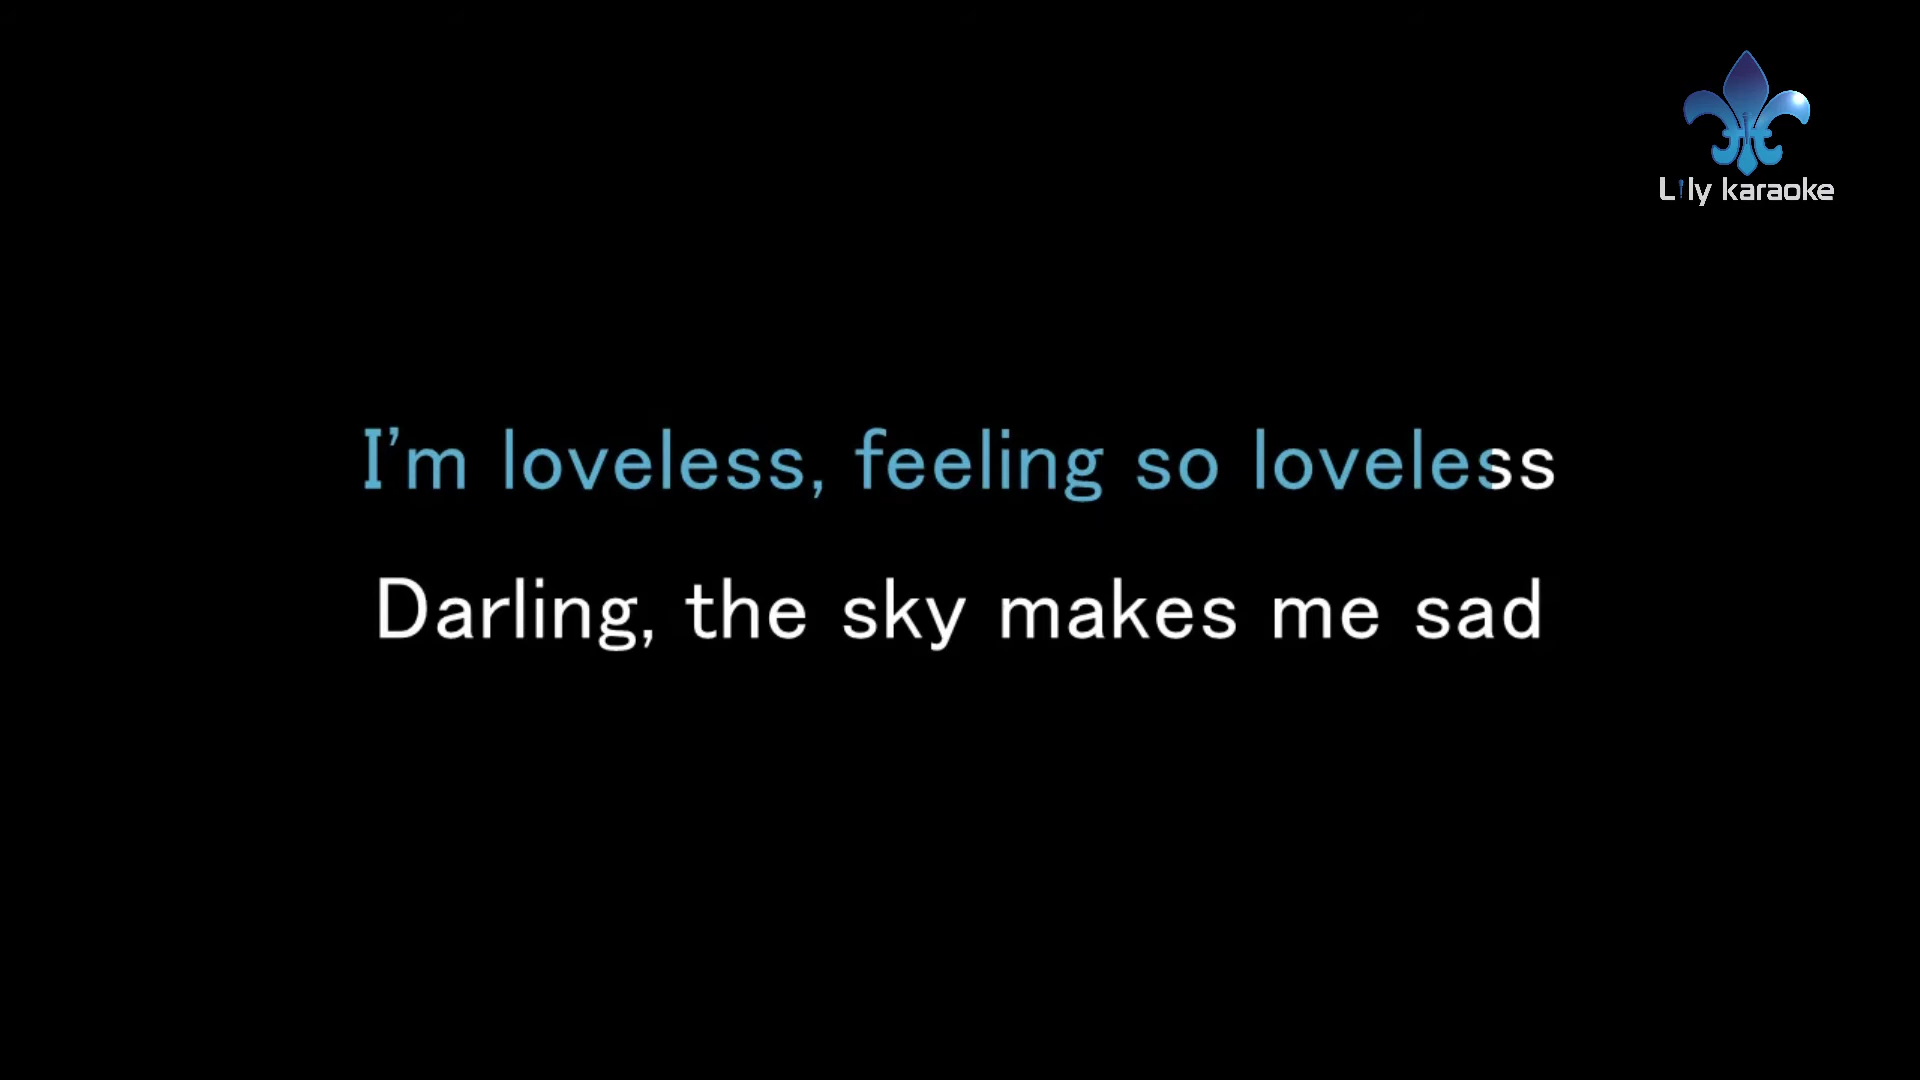 Lily karaoke
I'm loveless, feeling so loveless
Darling, the sky makes me sad